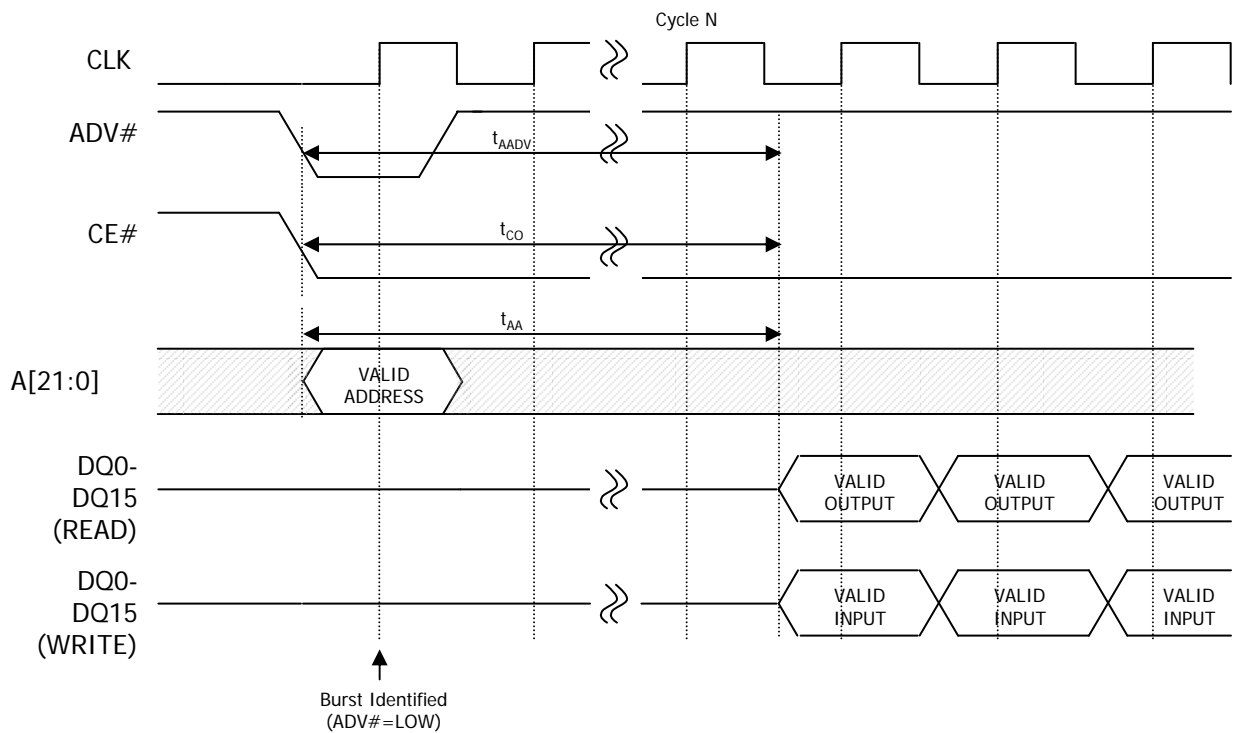 Cycle N
CLK
ADV#
tAADV
CE#
tCO
tAA
A[21:0]
VALID
ADDRESS
DQ0-
DQ15
(READ)
VALID
OUTPUT
VALID
OUTPUT
VALID
OUTPUT
DQ0-
DQ15
(WRITE)
VALID
INPUT
VALID
INPUT
VALID
INPUT
Burst Identified
(ADV#=LOW)